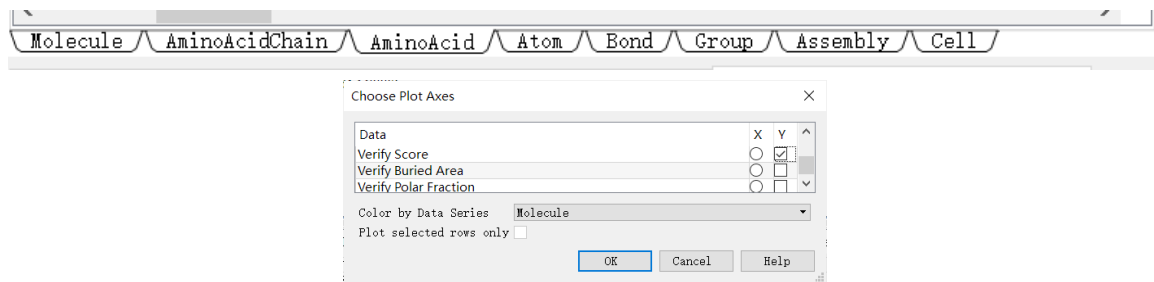 Molecule AminoAcidChain AminoAcid Atom Bond Group Assembly Cell
Choose Plot Axes
Data X Y
Verify Score
Verify Buried Area
Verify Polar Fraction
Color by Data Series Molecule
Plot selected rows only
OK Cancel Help